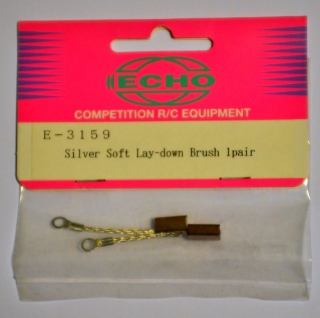 ECHO
COMPETITION R/C EQUIPMENT
E-3159
Silver Soft Lay-down Brush 1pair